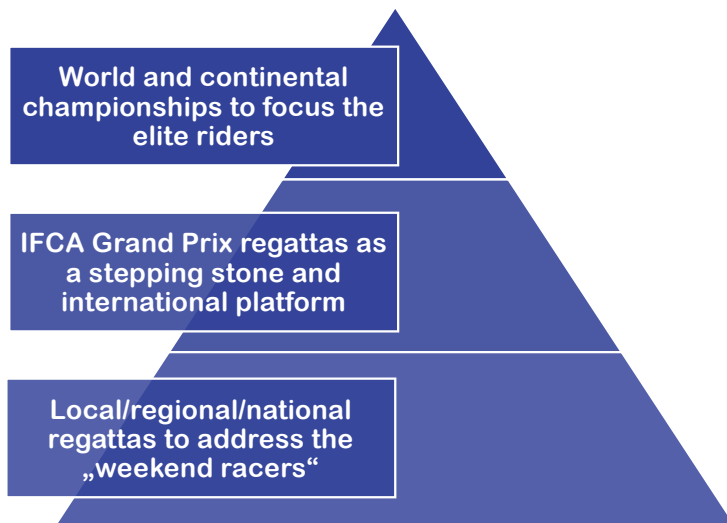 World and continental
championships to focus the
elite riders
IFCA Grand Prix regattas as
a stepping stone and
international platform
Local/regional/national
regattas to address the
„weekend racers“